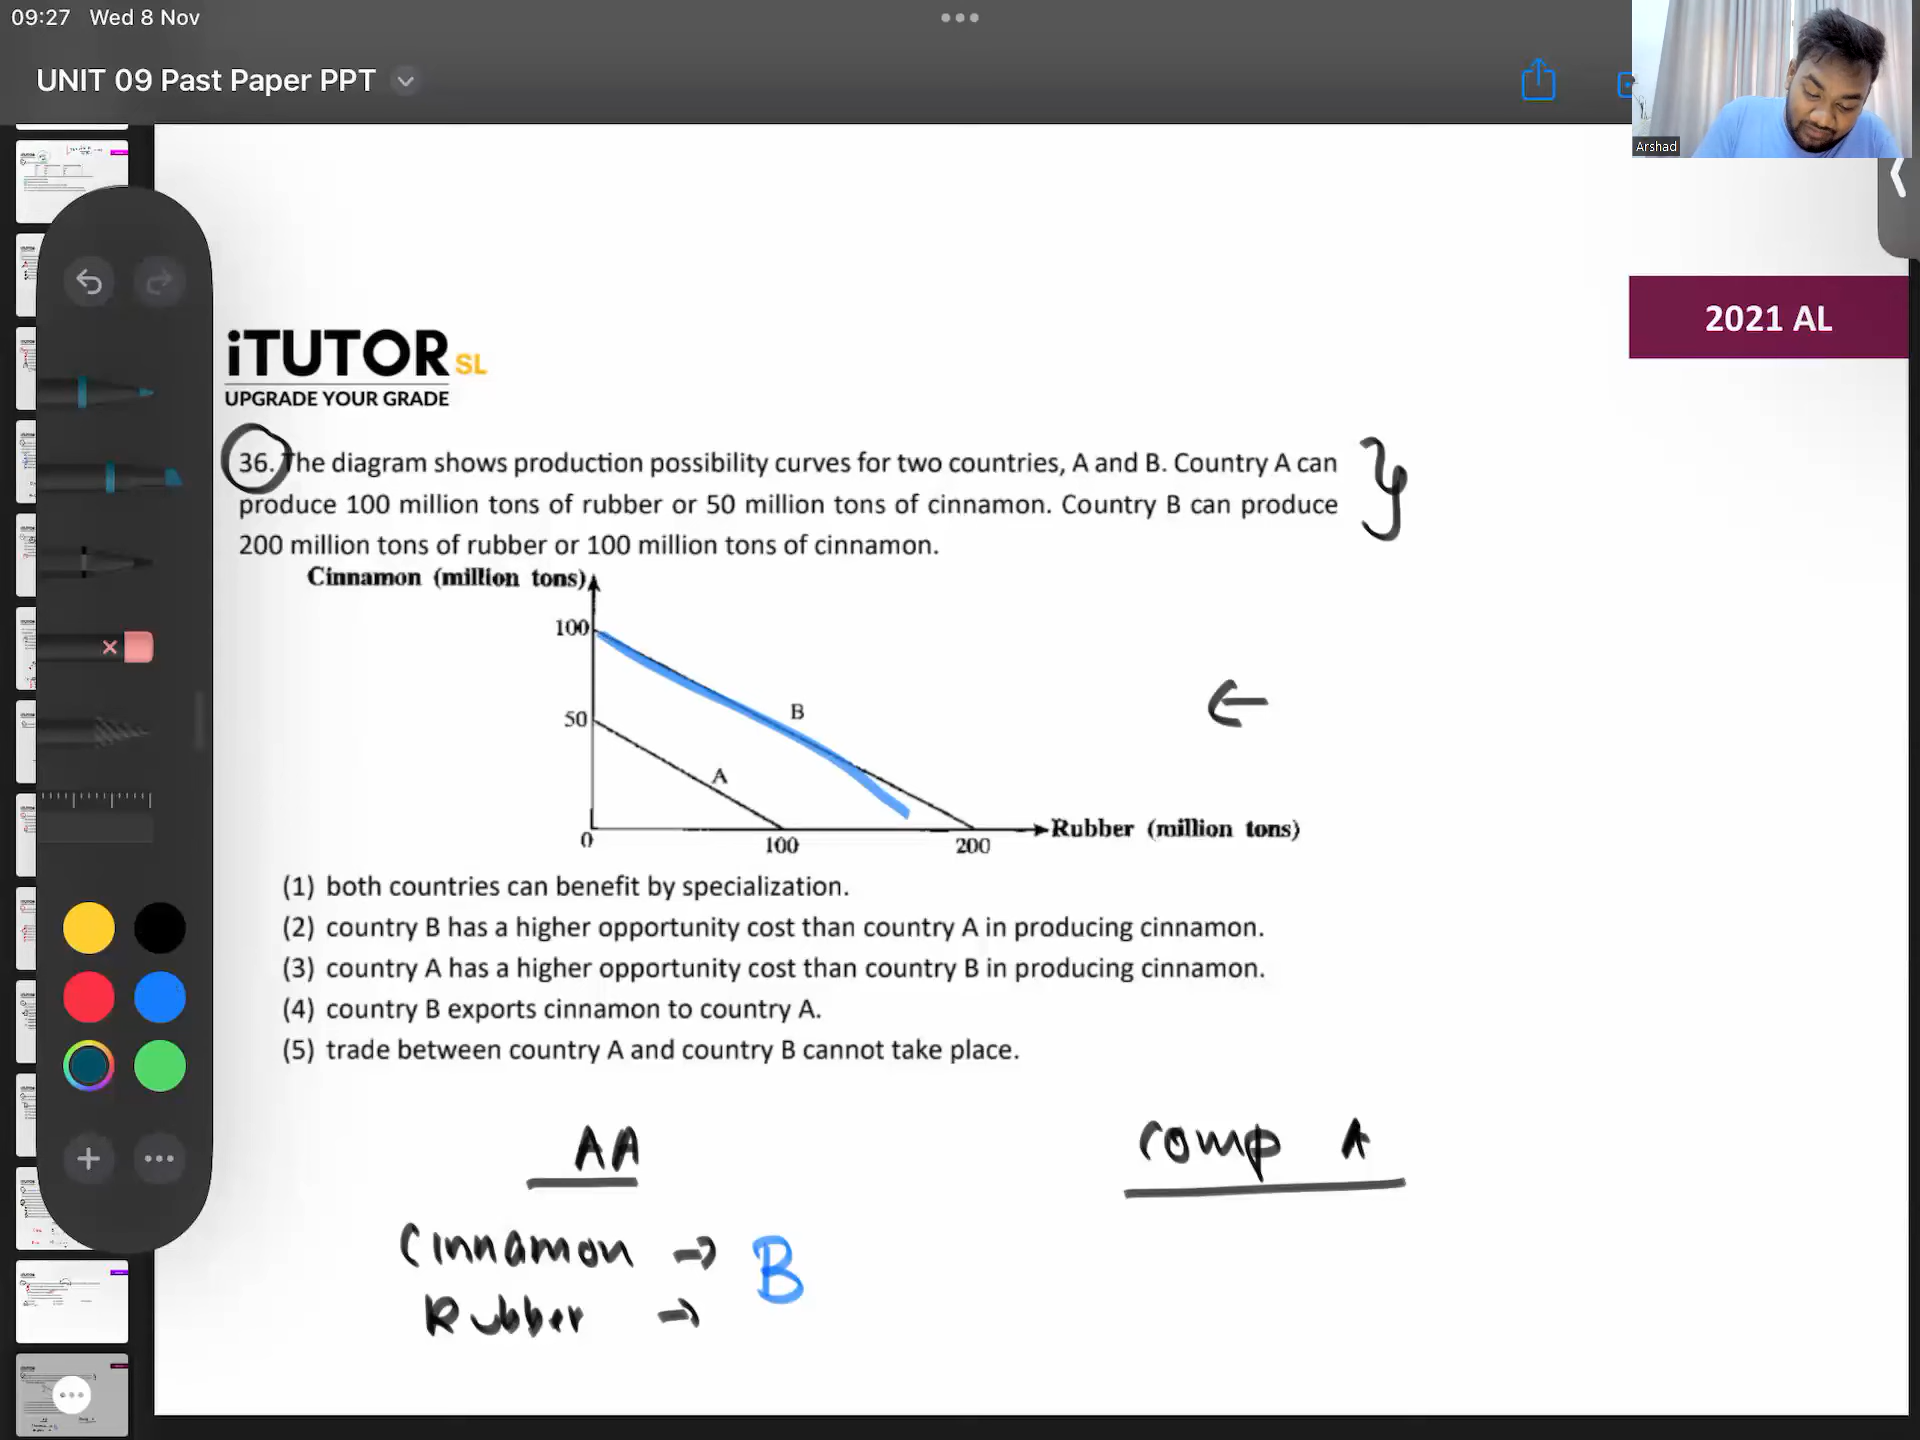 09:27 Wed 8 Nov
UNIT 09 Past Paper PPT
Arshad
2021 AL
iTUTOR SL
UPGRADE YOUR GRADE
36. The diagram shows production possibility curves for two countries, A and B. Country A can
produce 100 million tons of rubber or 50 million tons of cinnamon. Country B can produce
200 million tons of rubber or 100 million tons of cinnamon.
Cinnamon (million tons)
100
B
50
A
Rubber (million tons)
0
100
200
(1) both countries can benefit by specialization.
(2) country B has a higher opportunity cost than country A in producing cinnamon.
(3) country A has a higher opportunity cost than country B in producing cinnamon.
(4) country B exports cinnamon to country A.
(5) trade between country A and country B cannot take place.
AA
Comp A
Cinnamon → B
Rubber →